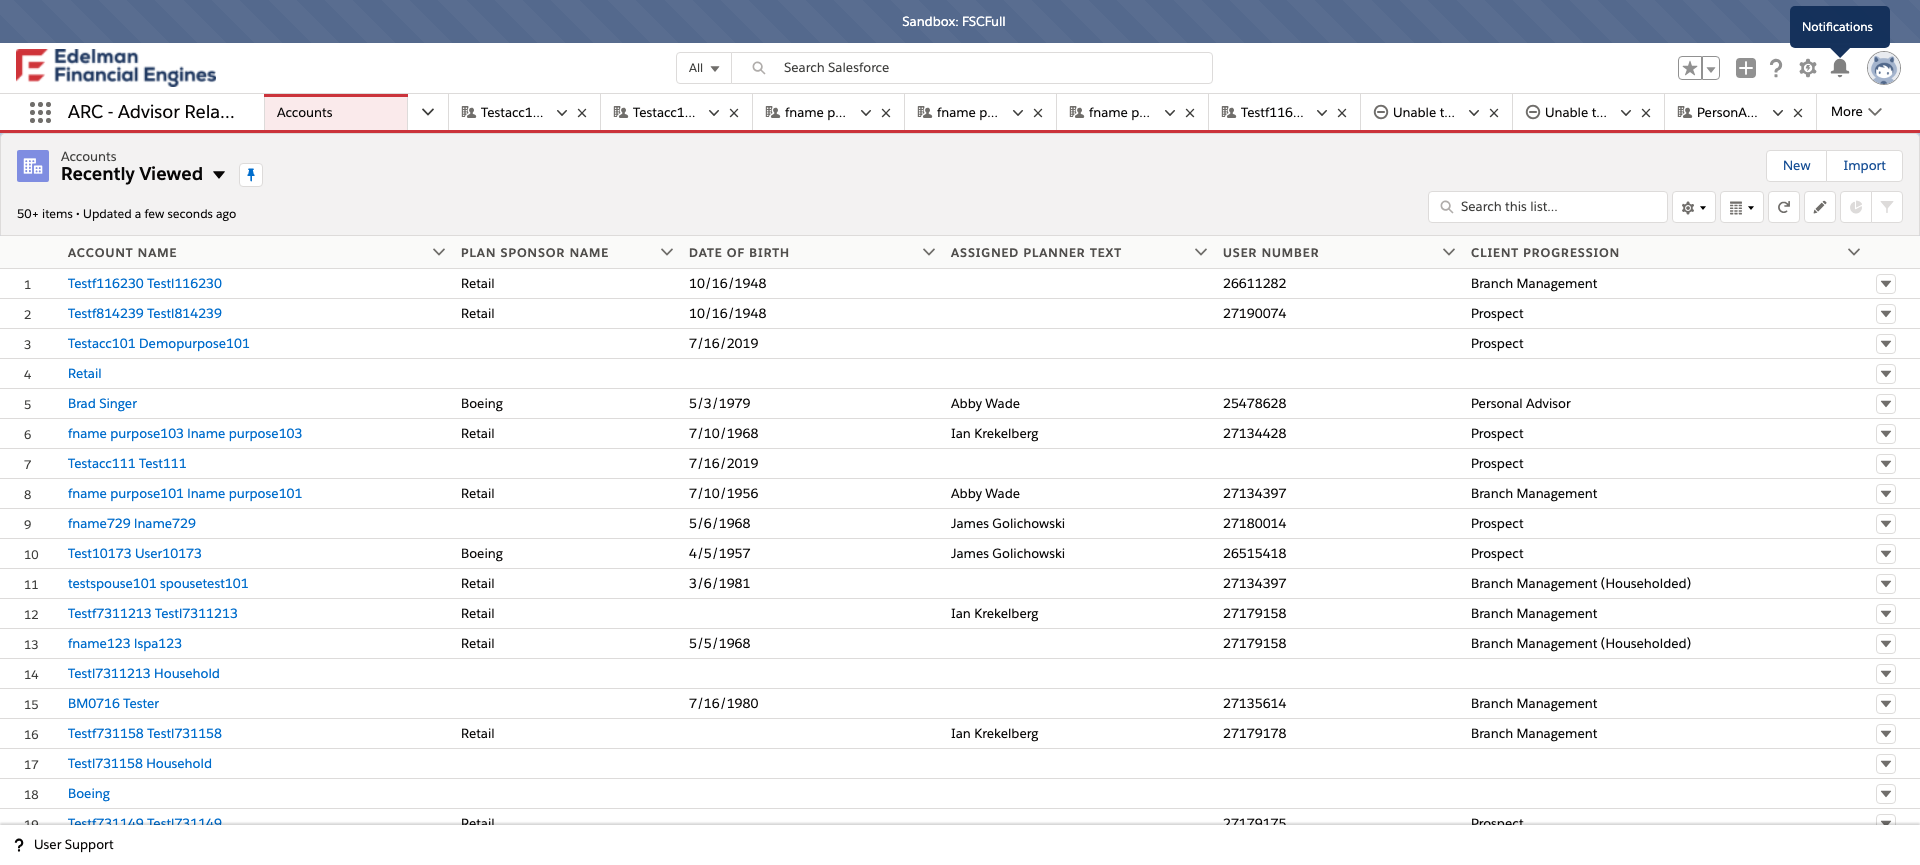 Sandbox: FSCFull
Notifications
Edelman
Financial Engines
All
Search Salesforce
ARC - Advisor Rela...
Accounts
Testacc1...
Testacc1...
fname p...
fname p...
fname p...
Testf116...
Unable t...
Unable t...
PersonA...
More
Accounts
Recently Viewed
New Import
50+ items • Updated a few seconds ago
Search this list...
ACCOUNT NAME PLAN SPONSOR NAME DATE OF BIRTH ASSIGNED PLANNER TEXT USER NUMBER CLIENT PROGRESSION
1 Testf116230 Testl116230 Retail 10/16/1948 26611282 Branch Management
2 Testf814239 Testl814239 Retail 10/16/1948 27190074 Prospect
3 Testacc101 Demopurpose101 7/16/2019 Prospect
4 Retail
5 Brad Singer Boeing 5/3/1979 Abby Wade 25478628 Personal Advisor
6 fname purpose103 lname purpose103 Retail 7/10/1968 Ian Krekelberg 27134428 Prospect
7 Testacc111 Test111 7/16/2019 Prospect
8 fname purpose101 lname purpose101 Retail 7/10/1956 Abby Wade 27134397 Branch Management
9 fname729 lname729 5/6/1968 James Golichowski 27180014 Prospect
10 Test10173 User10173 Boeing 4/5/1957 James Golichowski 26515418 Prospect
11 testspouse101 spousetest101 Retail 3/6/1981 27134397 Branch Management (Householded)
12 Testf7311213 Testl7311213 Retail Ian Krekelberg 27179158 Branch Management
13 fname123 lspa123 Retail 5/5/1968 27179158 Branch Management (Householded)
14 Testl7311213 Household
15 BM0716 Tester 7/16/1980 27135614 Branch Management
16 Testf731158 Testl731158 Retail Ian Krekelberg 27179178 Branch Management
17 Testl731158 Household
18 Boeing
19 Testf731149 Testl731149 Retail 27179175 Prospect
? User Support